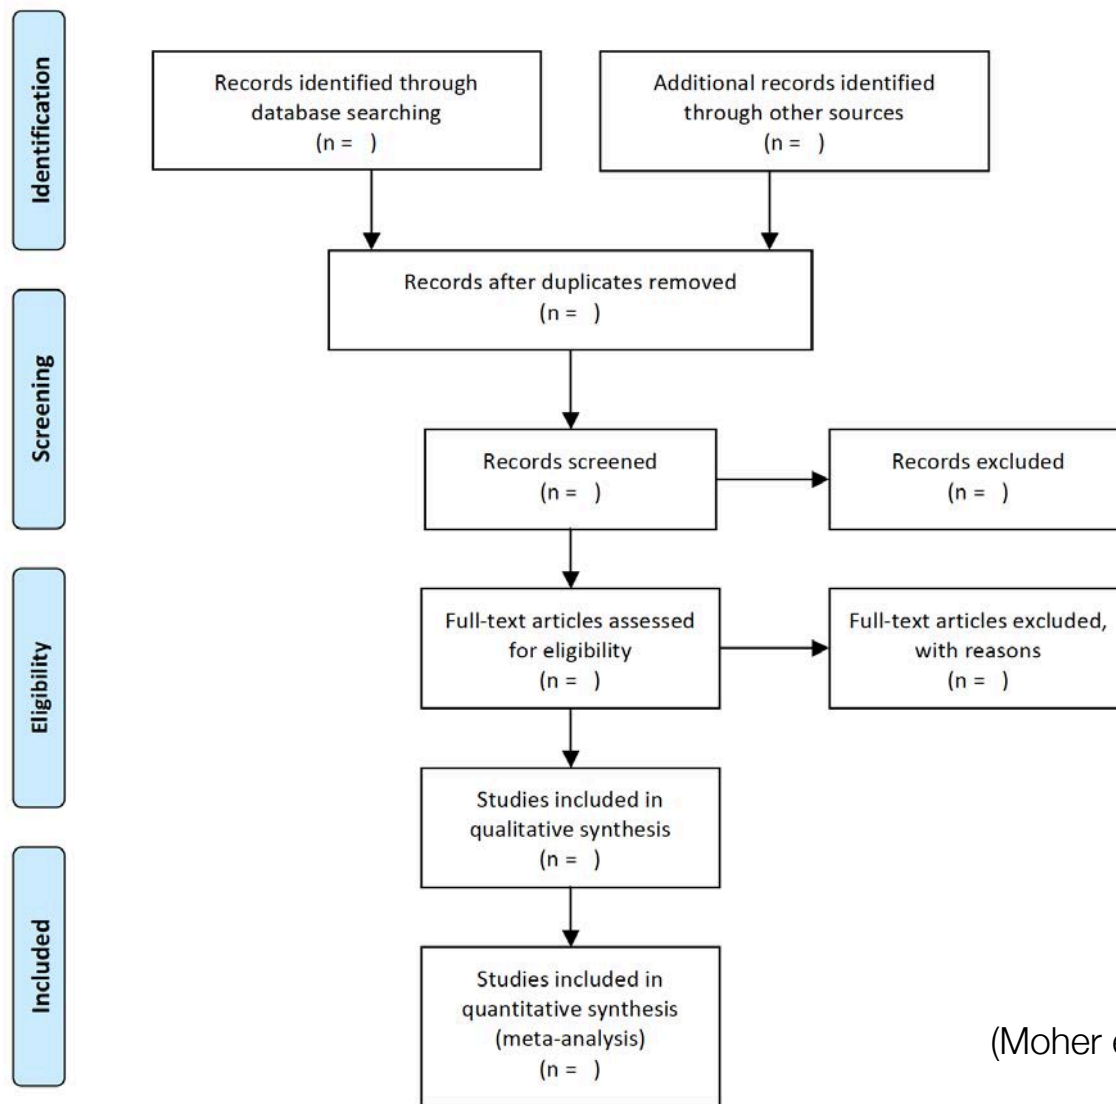 Identification
Records identified through
database searching
(n =   )
Additional records identified
through other sources
(n =   )
Records after duplicates removed
(n =   )
Screening
Records screened
(n =   )
Records excluded
(n =   )
Eligibility
Full-text articles assessed
for eligibility
(n =   )
Full-text articles excluded,
with reasons
(n =   )
Studies included in
qualitative synthesis
(n =   )
Included
Studies included in
quantitative synthesis
(meta-analysis)
(n =   )
(Moher e